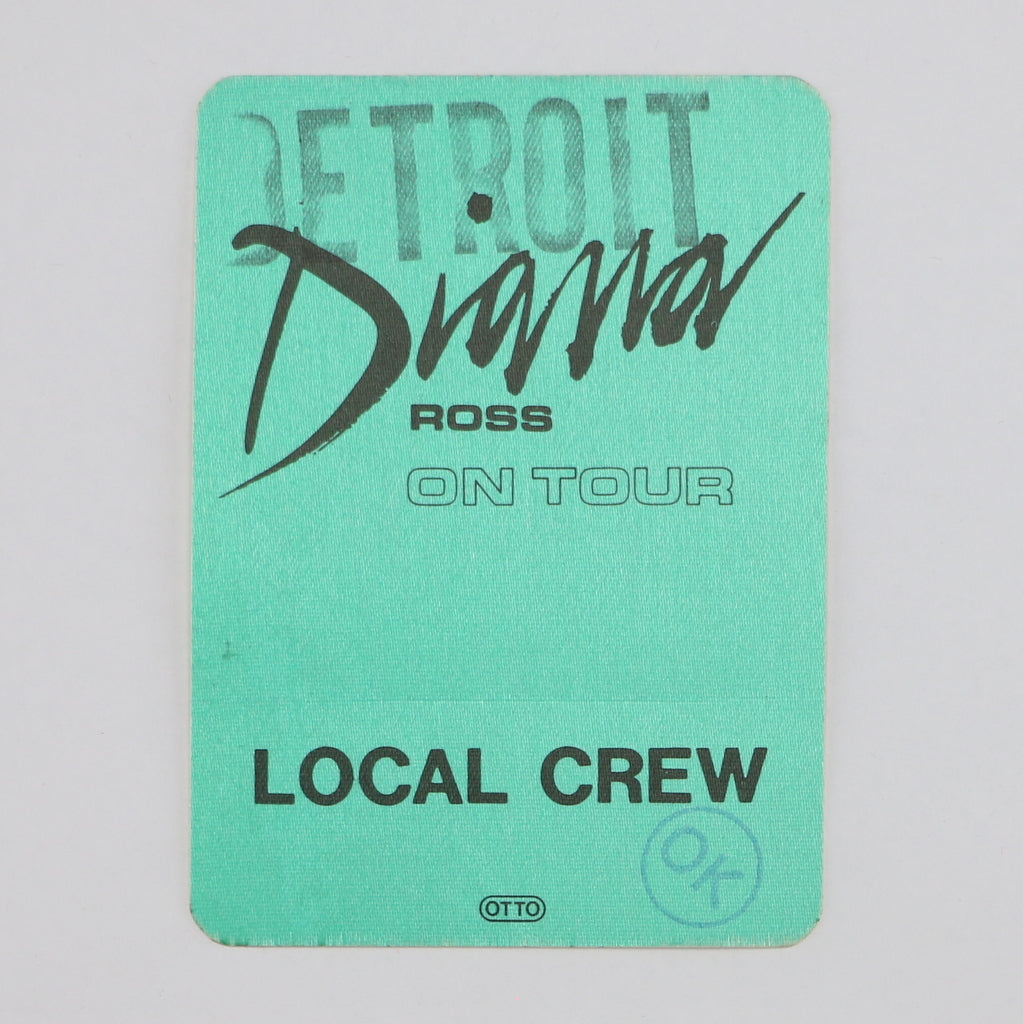 DETROIT
Diana
ROSS
ON TOUR
LOCAL CREW
OK
OTTO